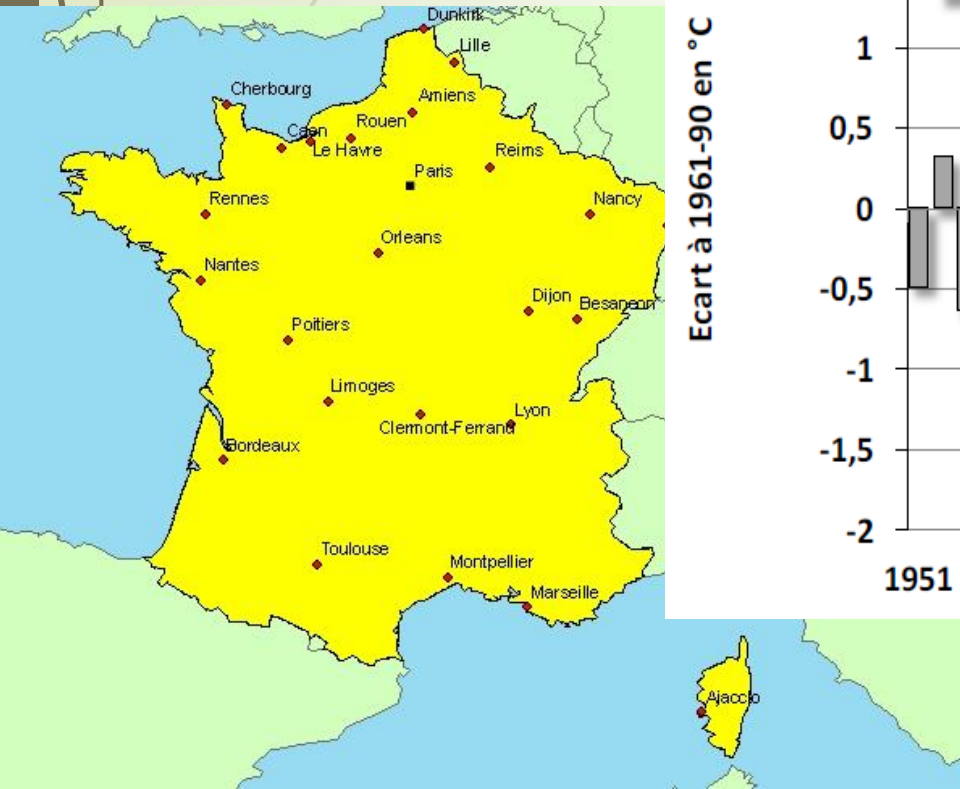 Dunkirk
Lille
Cherbourg
Amiens
Caen
Rouen
Le Havre
Reims
Paris
Rennes
Nancy
Orleans
Nantes
Dijon
Besancon
Poitiers
Limoges
Lyon
Clermont-Ferrand
Bordeaux
Toulouse
Montpellier
Marseille
Ajaccio
Ecart à 1961-90 en °C
1
0,5
0
-0,5
-1
-1,5
-2
1951